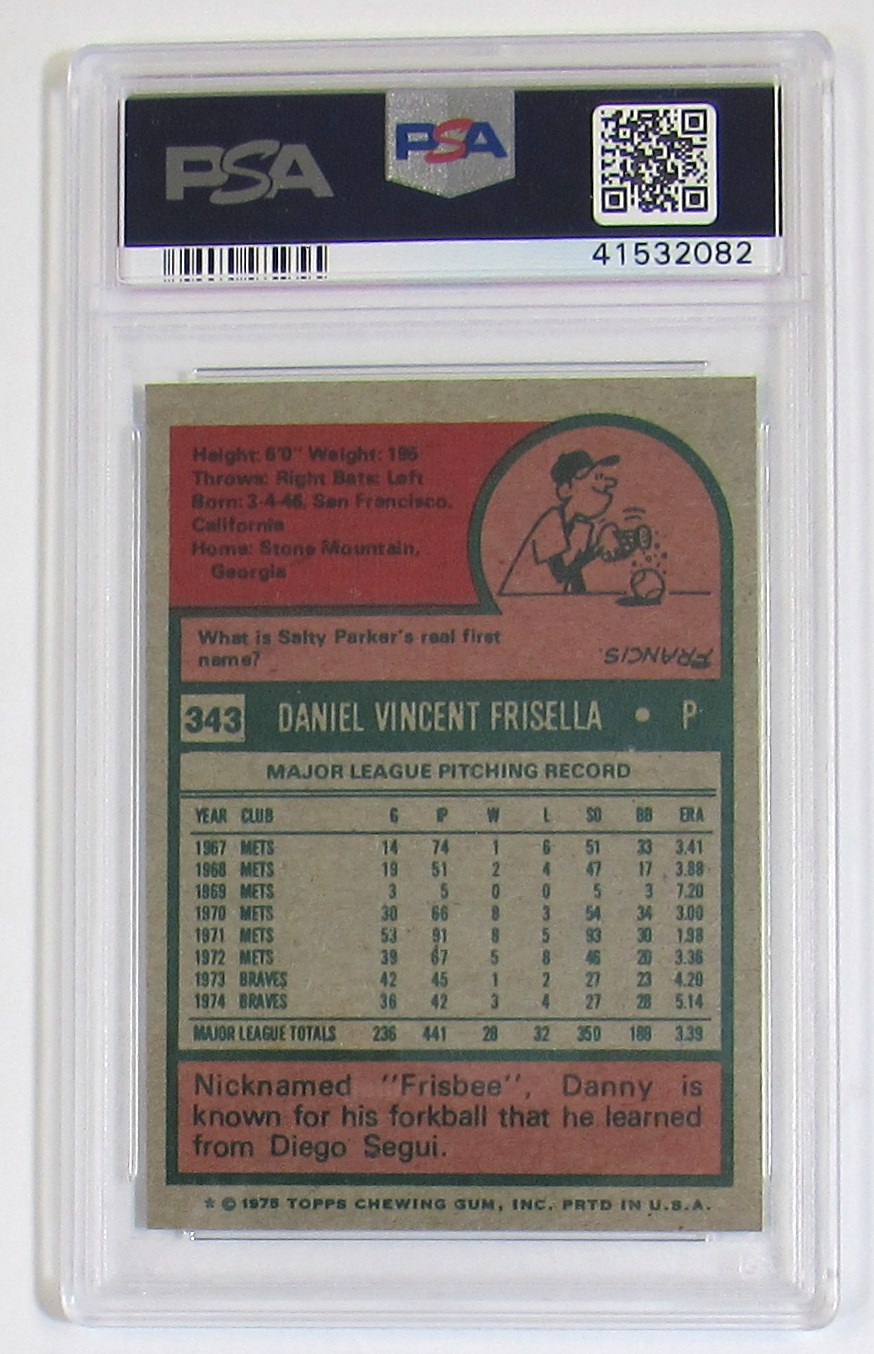 PSA
PSA
41532082
Height: 6'0" Weight: 195
Throws: Right Bats: Left
Born: 3-4-46, San Francisco,
California
Home: Stone Mountain,
Georgia
What is Salty Parker's real first
name?
FRANCIS.
343 DANIEL VINCENT FRISELLA • P
MAJOR LEAGUE PITCHING RECORD
YEAR CLUB G IP W L SO BB ERA
1967 METS 14 74 1 6 51 33 3.41
1968 METS 19 51 2 4 47 17 3.88
1969 METS 3 5 0 0 5 3 7.20
1970 METS 30 66 8 3 54 34 3.00
1971 METS 53 91 8 5 93 30 1.98
1972 METS 39 67 5 8 46 20 3.36
1973 BRAVES 42 45 1 2 27 23 4.20
1974 BRAVES 36 42 3 4 27 28 5.14
MAJOR LEAGUE TOTALS 236 441 28 32 350 188 3.39
Nicknamed "Frisbee", Danny is
known for his forkball that he learned
from Diego Segui.
* © 1975 TOPPS CHEWING GUM, INC. PRTD IN U.S.A.